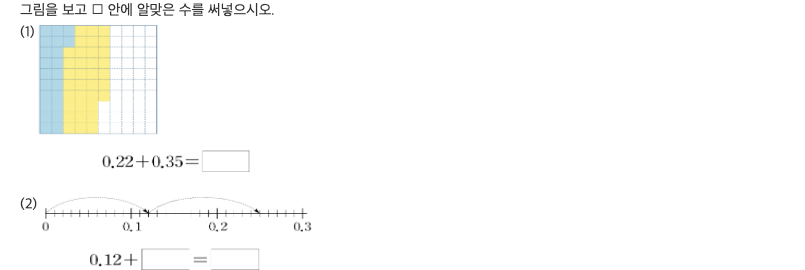 그림을 보고 □ 안에 알맞은 수를 써넣으시오.
(1)
0.22+0.35=
(2)
0 0.1 0.2 0.3
0.12+ =